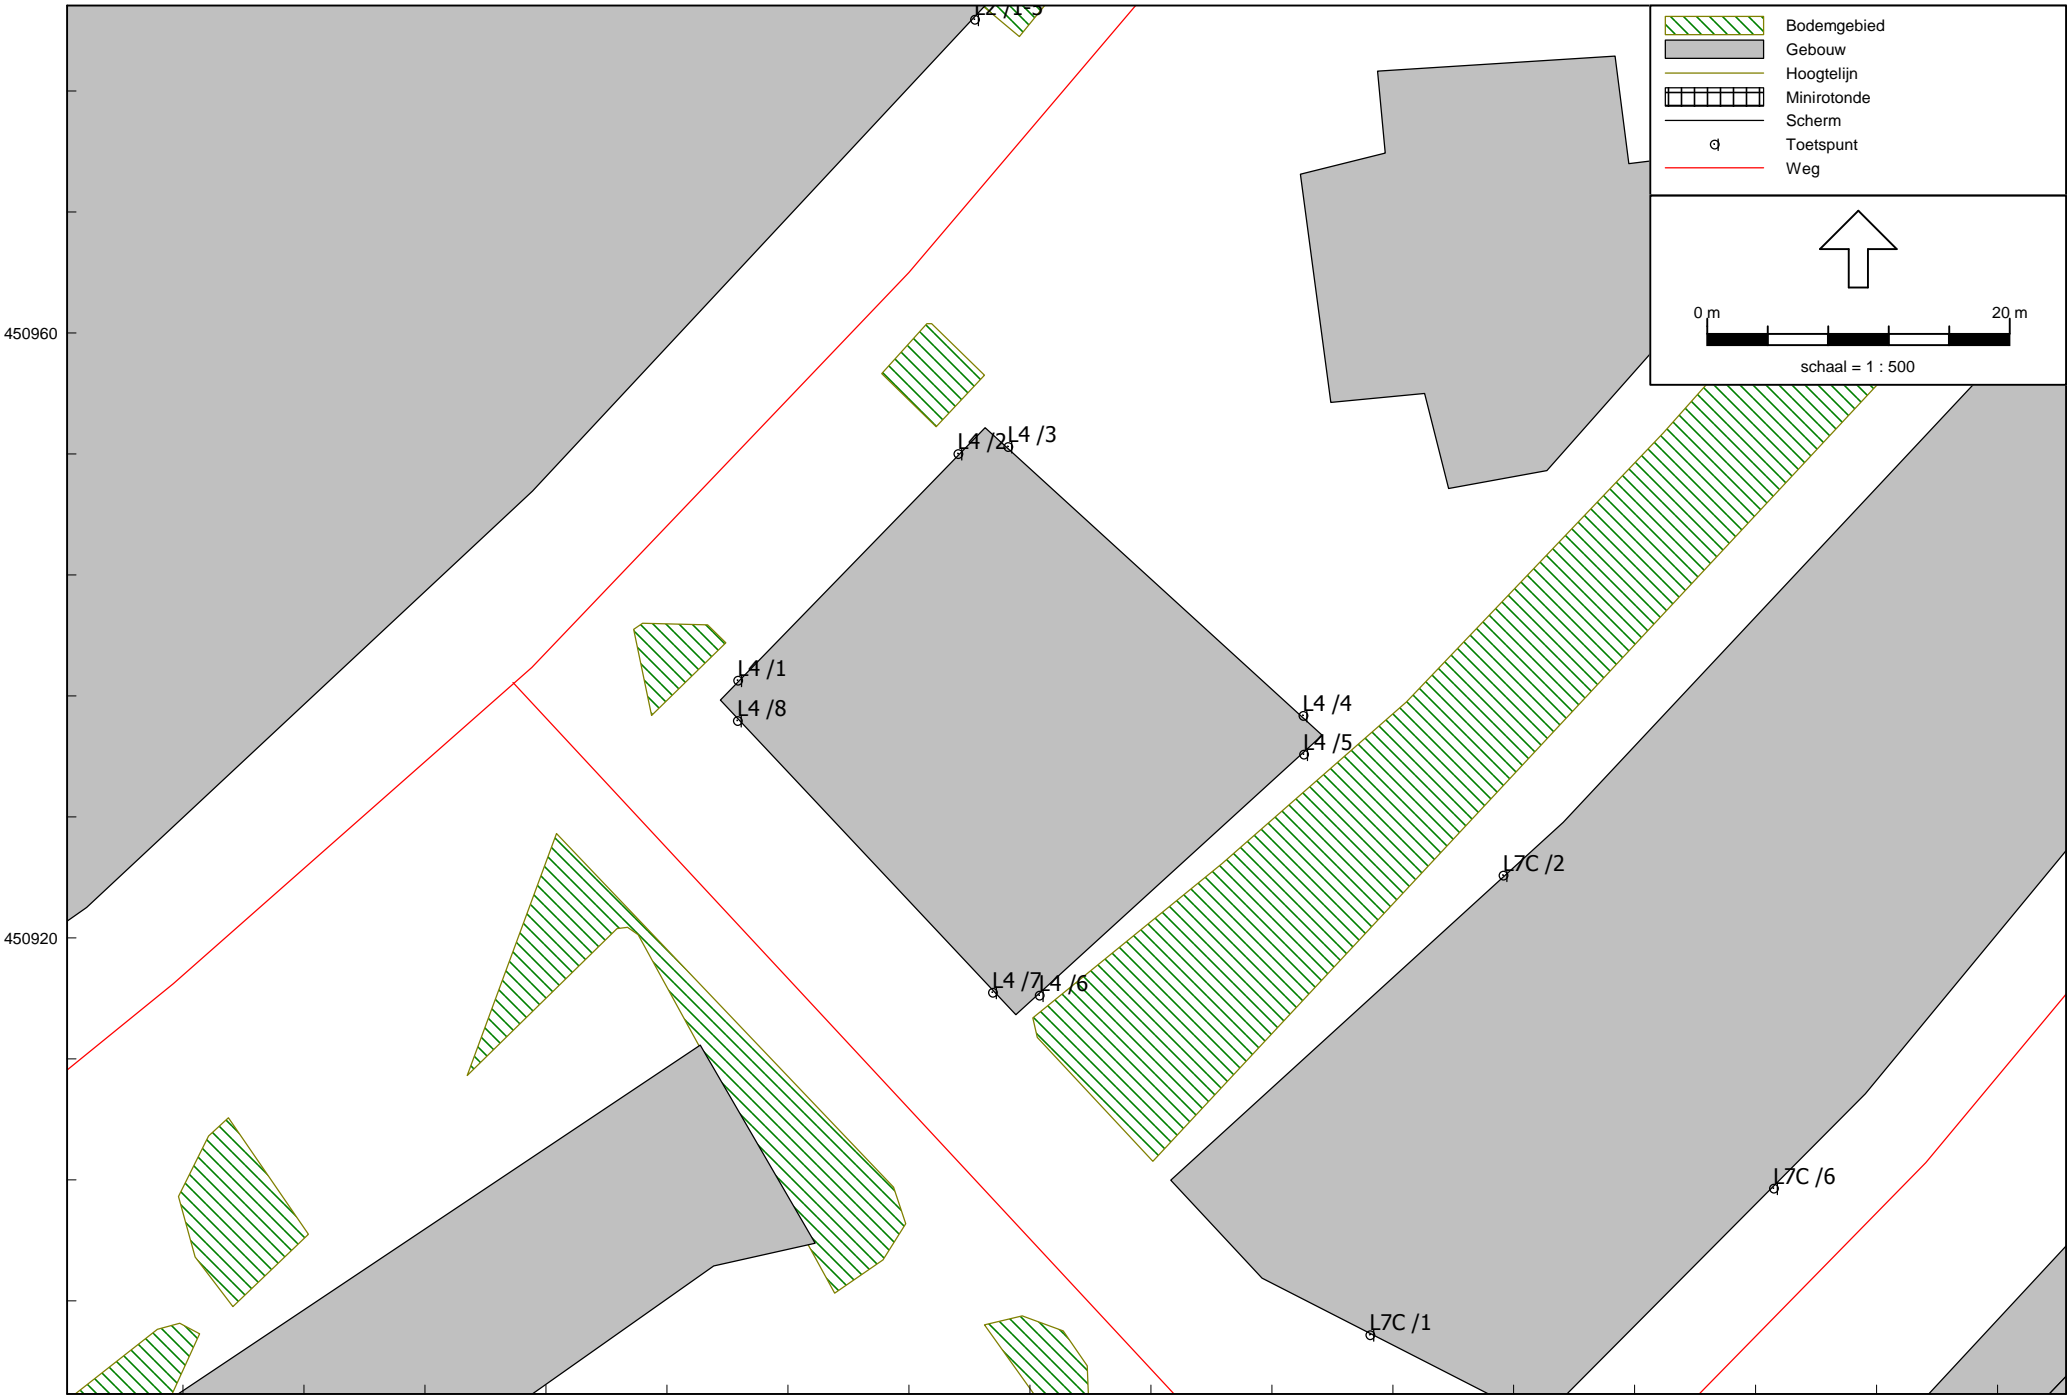 Bodemgebied
Gebouw
Hoogtelijn
Minirotonde
Scherm
Toetspunt
Weg
0 m 20 m
schaal = 1 : 500
450960
L4 /2 L4 /3
L4 /1
L4 /8
L4 /4
L4 /5
L7C /2
450920
L4 /7 L4 /6
L7C /6
L7C /1